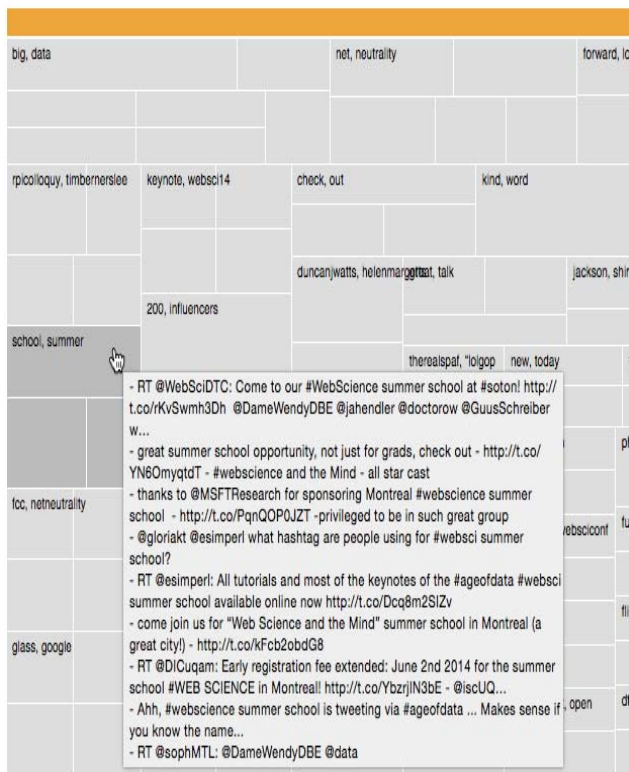 big, data
net, neutrality
forward, lo
rpicolloquy, timbernerslee
keynote, websci14
check, out
kind, word
duncanjwatts,
talk
jackson, shir
200, influencers
school, summer
therealspaf, "lolgop
new, today
- RT @WebSciDTC: Come to our #WebScience summer school at #soton! http://
t.co/rKvSwmh3Dh @DameWendyDBE @jahendler @doctorow @GuusSchreiber
w...
- great summer school opportunity, not just for grads, check out - http://t.co/
YN6OmyqtdT - #webscience and the Mind - all star cast
- thanks to @MSFTResearch for sponsoring Montreal #webscience summer
school - http://t.co/PqnQOP0JZT -privileged to be in such great group
- @gloriakt @esimperl what hashtag are people using for #websci summer
school?
- RT @esimperl: All tutorials and most of the keynotes of the #ageofdata #websci
summer school available online now http://t.co/Dcq8m2SIZv
- come join us for "Web Science and the Mind" summer school in Montreal (a
great city!) - http://t.co/kFcb2obdG8
- RT @DICuqam: Early registration fee extended: June 2nd 2014 for the summer
school #WEB SCIENCE in Montreal! http://t.co/YbzrjIN3bE - @iscUQ...
- Ahh, #webscience summer school is tweeting via #ageofdata ... Makes sense if
you know the name...
- RT @sophMTL: @DameWendyDBE @data
fcc, netneutrality
ebsciconf
fu
fli
glass, google
, open